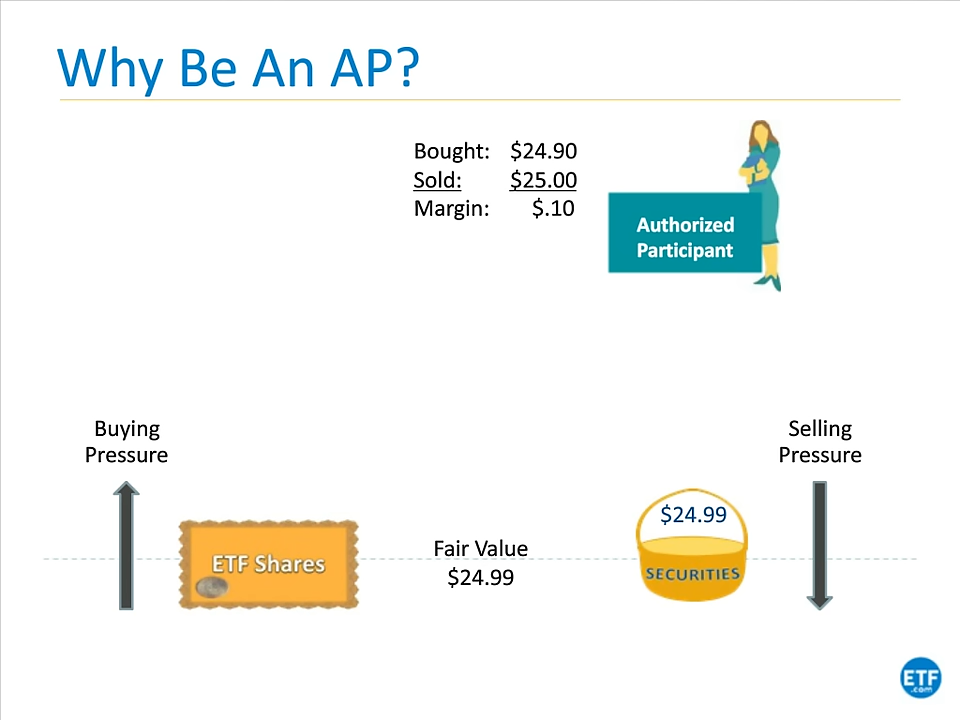 Why Be An AP?
Bought: $24.90
Sold: $25.00
Margin: $.10
Authorized
Participant
Buying
Pressure
Selling
Pressure
ETF Shares
Fair Value
$24.99
$24.99
SECURITIES
ETF
.com